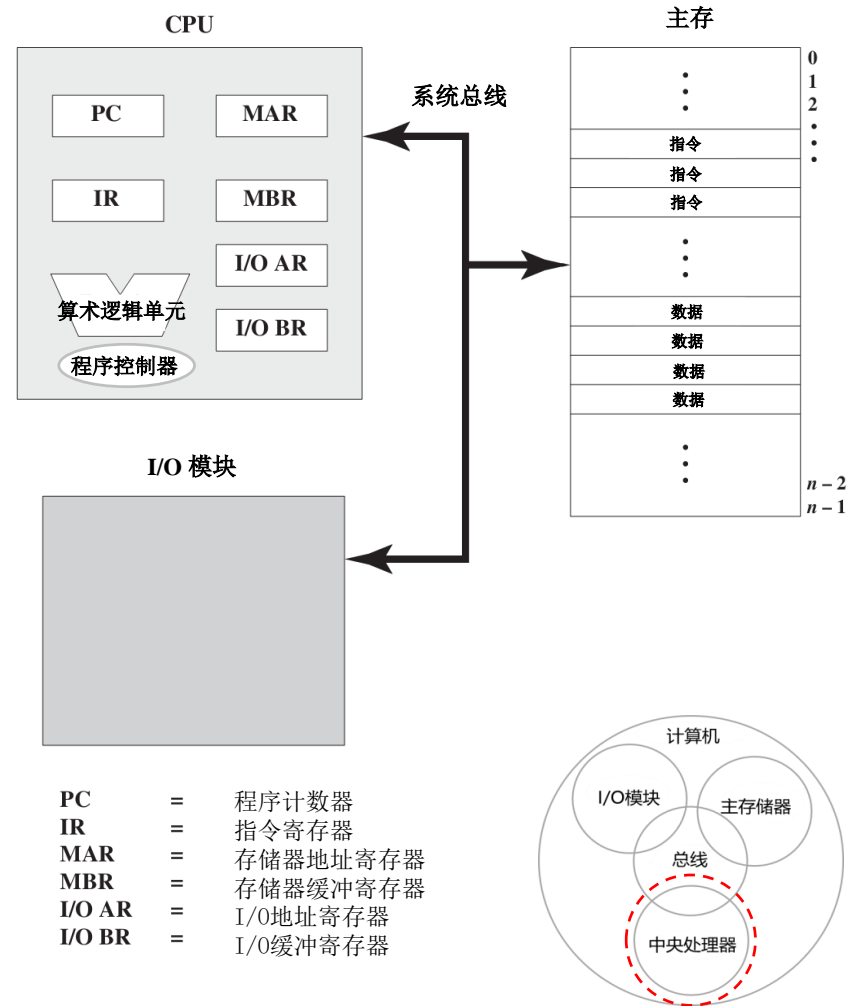 CPU
主存
系统总线
PC
MAR
IR
MBR
I/O AR
算术逻辑单元
I/O BR
程序控制器
0
1
2
指令
指令
指令
数据
数据
数据
数据
n – 2
n – 1
I/O 模块
PC = 程序计数器
IR = 指令寄存器
MAR = 存储器地址寄存器
MBR = 存储器缓冲寄存器
I/O AR = I/O地址寄存器
I/O BR = I/O缓冲寄存器
计算机
I/O模块
主存储器
总线
中央处理器